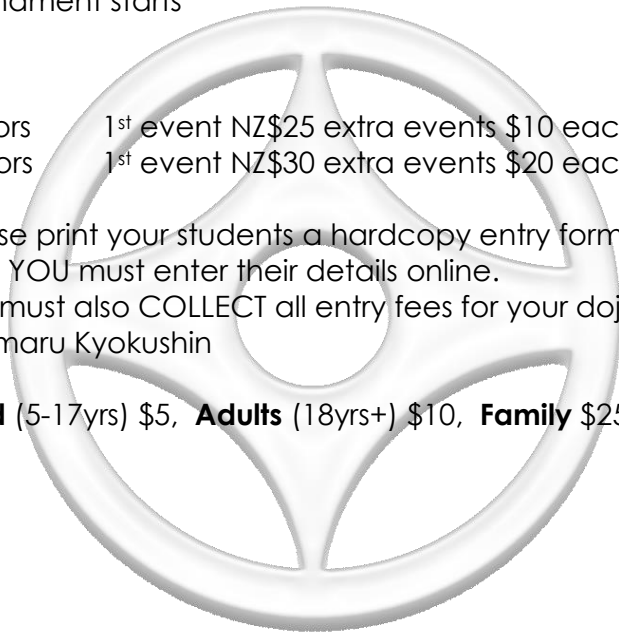 nament starts
ors 1st event NZ$25 extra events $10 eac
ors 1st event NZ$30 extra events $20 eac
se print your students a hardcopy entry form
YOU must enter their details online.
must also COLLECT all entry fees for your doj
maru Kyokushin
(5-17yrs) $5, Adults (18yrs+) $10, Family $25